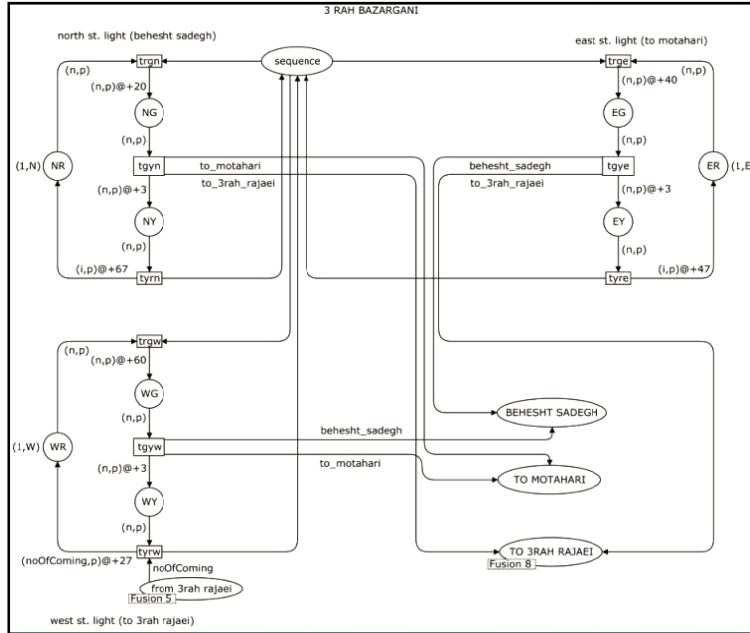 3 RAH BAZARGANI
north st. light (behesht sadegh)
east st. light (to motahari)
trgn
sequence
trge
(n,p)
(n,p)@+20
(n,p)@+40
(n,p)
NG
EG
(n,p)
(n,p)
(1,N)
NR
tgyn
to_motahari
behesht_sadegh
tgye
ER
(1,E
to_3rah_rajaei
to_3rah_rajaei
(n,p)@+3
(n,p)@+3
NY
EY
(n,p)
(n,p)
(i,p)@+67
tyrn
tyre
(i,p)@+47
trgw
(n,p)
(n,p)@+60
WG
(n,p)
BEHESHT SADEGH
behesht_sadegh
(1,W)
WR
tgyw
to_motahari
(n,p)@+3
TO MOTAHARI
WY
(n,p)
tyrw
TO 3RAH RAJAEI
(noOfComing,p)@+27
Fusion 8
noOfComing
from 3rah rajaei
Fusion 5
west st. light (to 3rah rajaei)